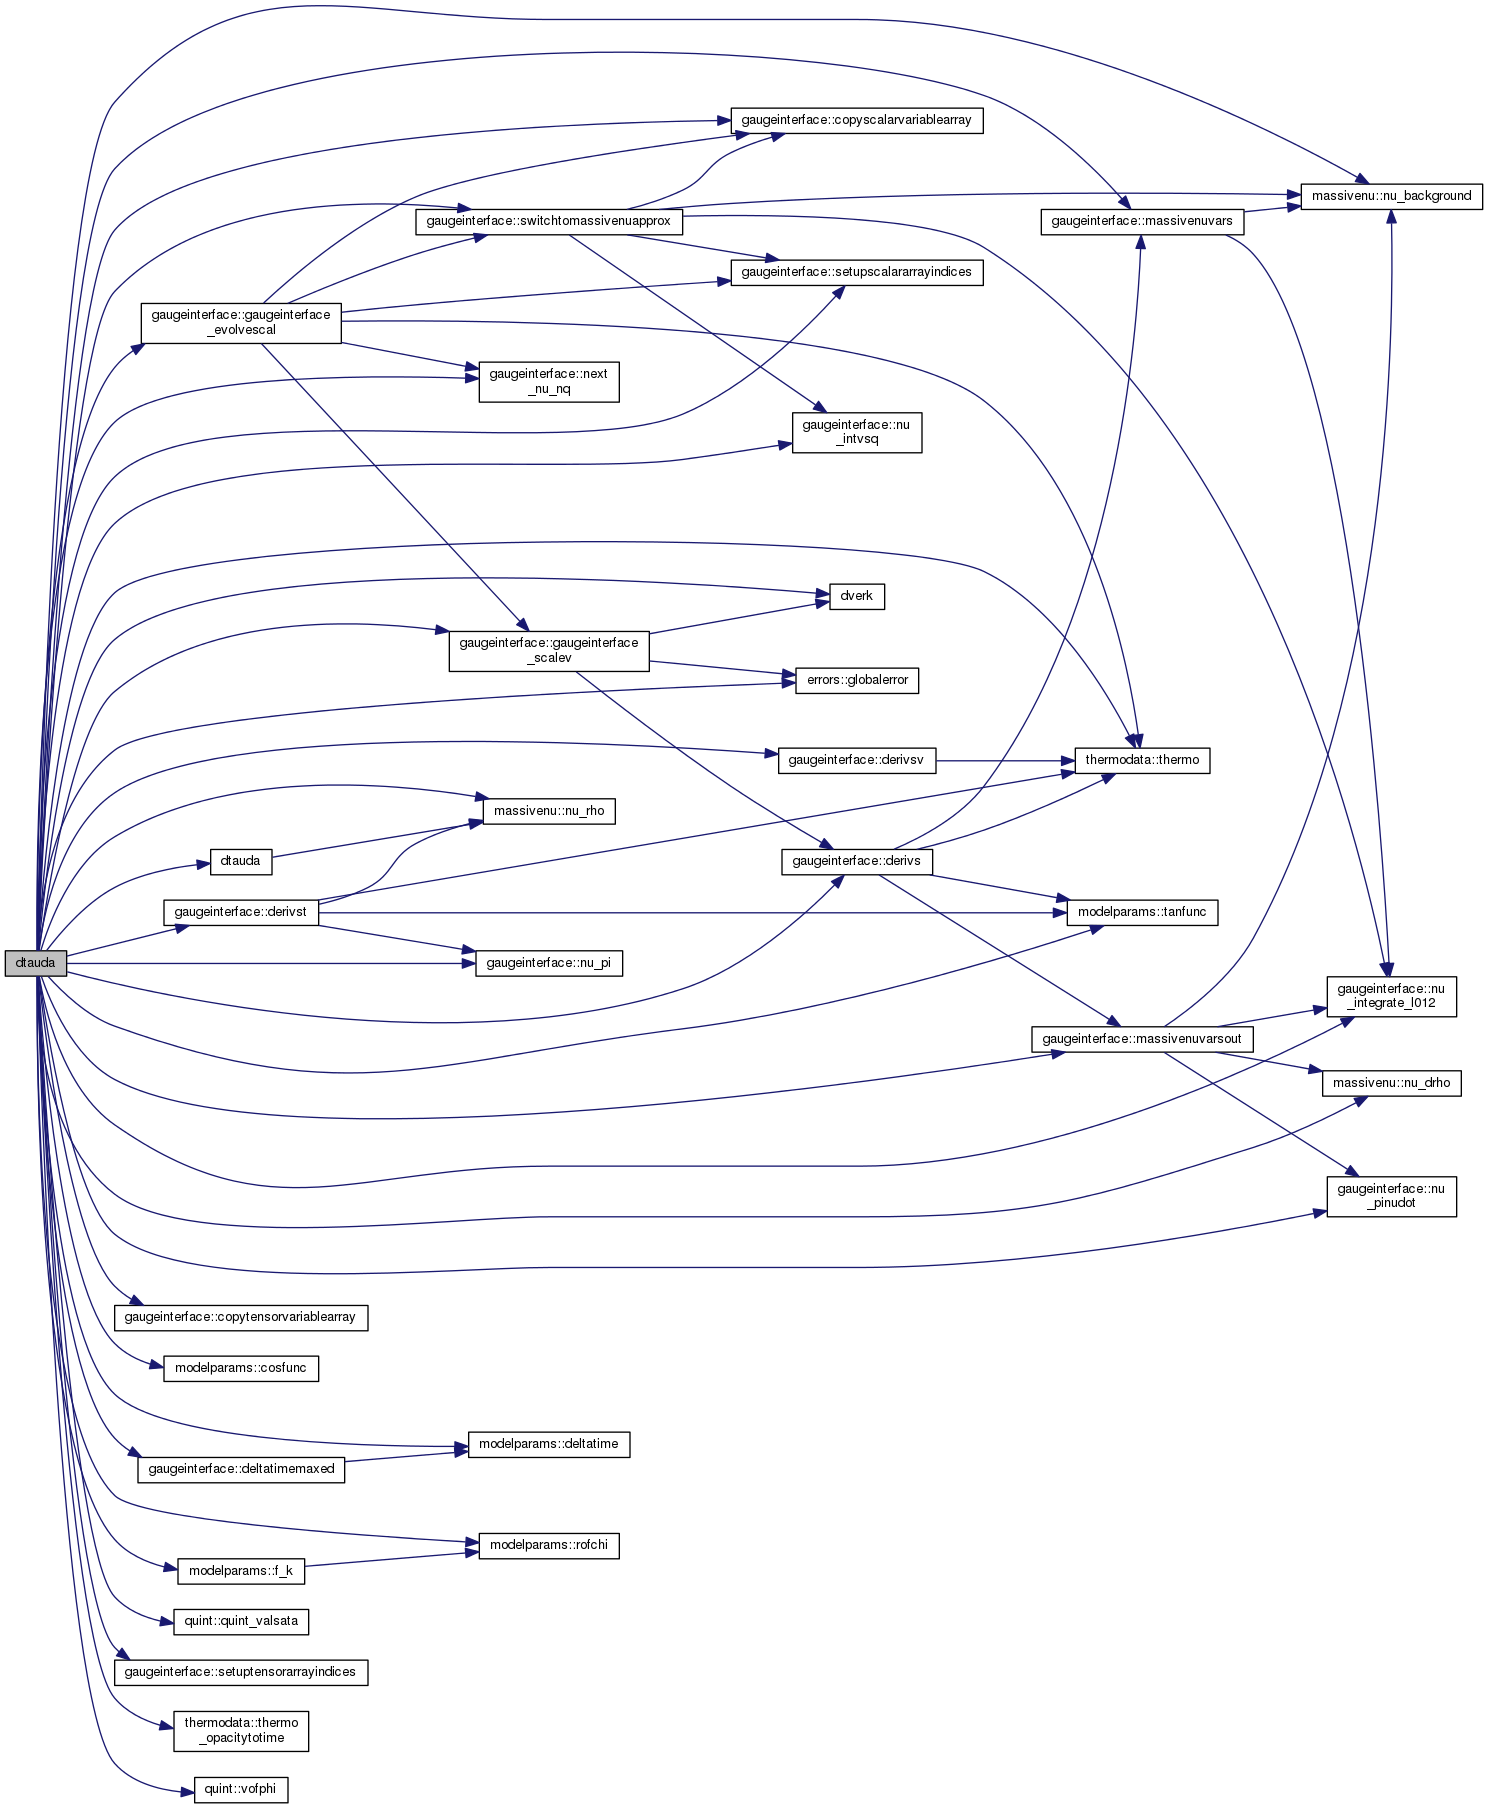 gaugeinterface::copyscalarvariablearray
massivenu::nu_background
gaugeinterface::switchtomassivenuapprox
gaugeinterface::massivenuvars
gaugeinterface::setupscalararrayindices
gaugeinterface::gaugeinterface
_evolvescal
gaugeinterface::next
_nu_nq
gaugeinterface::nu
_intvsq
dverk
gaugeinterface::gaugeinterface
_scalev
errors::globalerror
gaugeinterface::derivsv
thermodata::thermo
massivenu::nu_rho
dtauda
gaugeinterface::derivs
gaugeinterface::derivst
modelparams::tanfunc
dtauda
gaugeinterface::nu_pi
gaugeinterface::nu
_integrate_l012
gaugeinterface::massivenuvarsout
massivenu::nu_drho
gaugeinterface::nu
_pinudot
gaugeinterface::copytensorvariablearray
modelparams::cosfunc
modelparams::deltatime
gaugeinterface::deltatimemaxed
modelparams::rofchi
modelparams::f_k
quint::quint_valsata
gaugeinterface::setuptensorarrayindices
thermodata::thermo
_opacitytotime
quint::vofphi